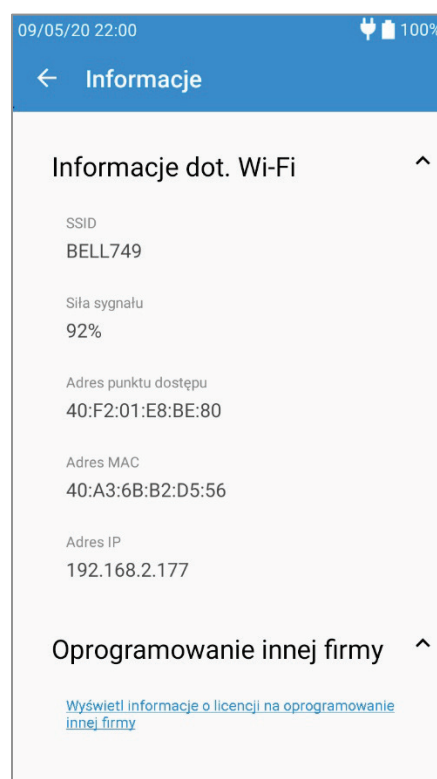 09/05/20 22:00 100%
Informacje
Informacje dot. Wi-Fi
SSID
BELL749
Siła sygnału
92%
Adres punktu dostępu
40:F2:01:E8:BE:80
Adres MAC
40:A3:6B:B2:D5:56
Adres IP
192.168.2.177
Oprogramowanie innej firmy
Wyświetl informacje o licencji na oprogramowanie
innej firmy